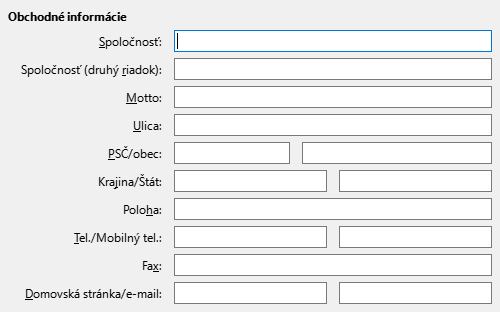 Obchodné informácie
Spoločnosť:
Spoločnosť (druhý riadok):
Motto:
Ulica:
PSČ/obec:
Krajina/Štát:
Poloha:
Tel./Mobilný tel.:
Fax:
Domovská stránka/e-mail: